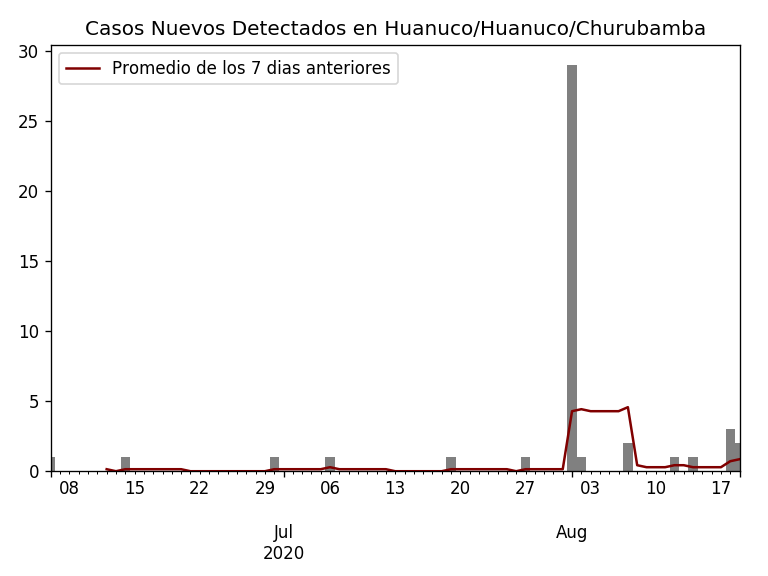 Casos Nuevos Detectados en Huanuco/Huanuco/Churubamba
Promedio de los 7 dias anteriores
30
25
20
15
10
5
0
08 15 22 29 06 13 20 27 03 10 17
Jul Aug
2020